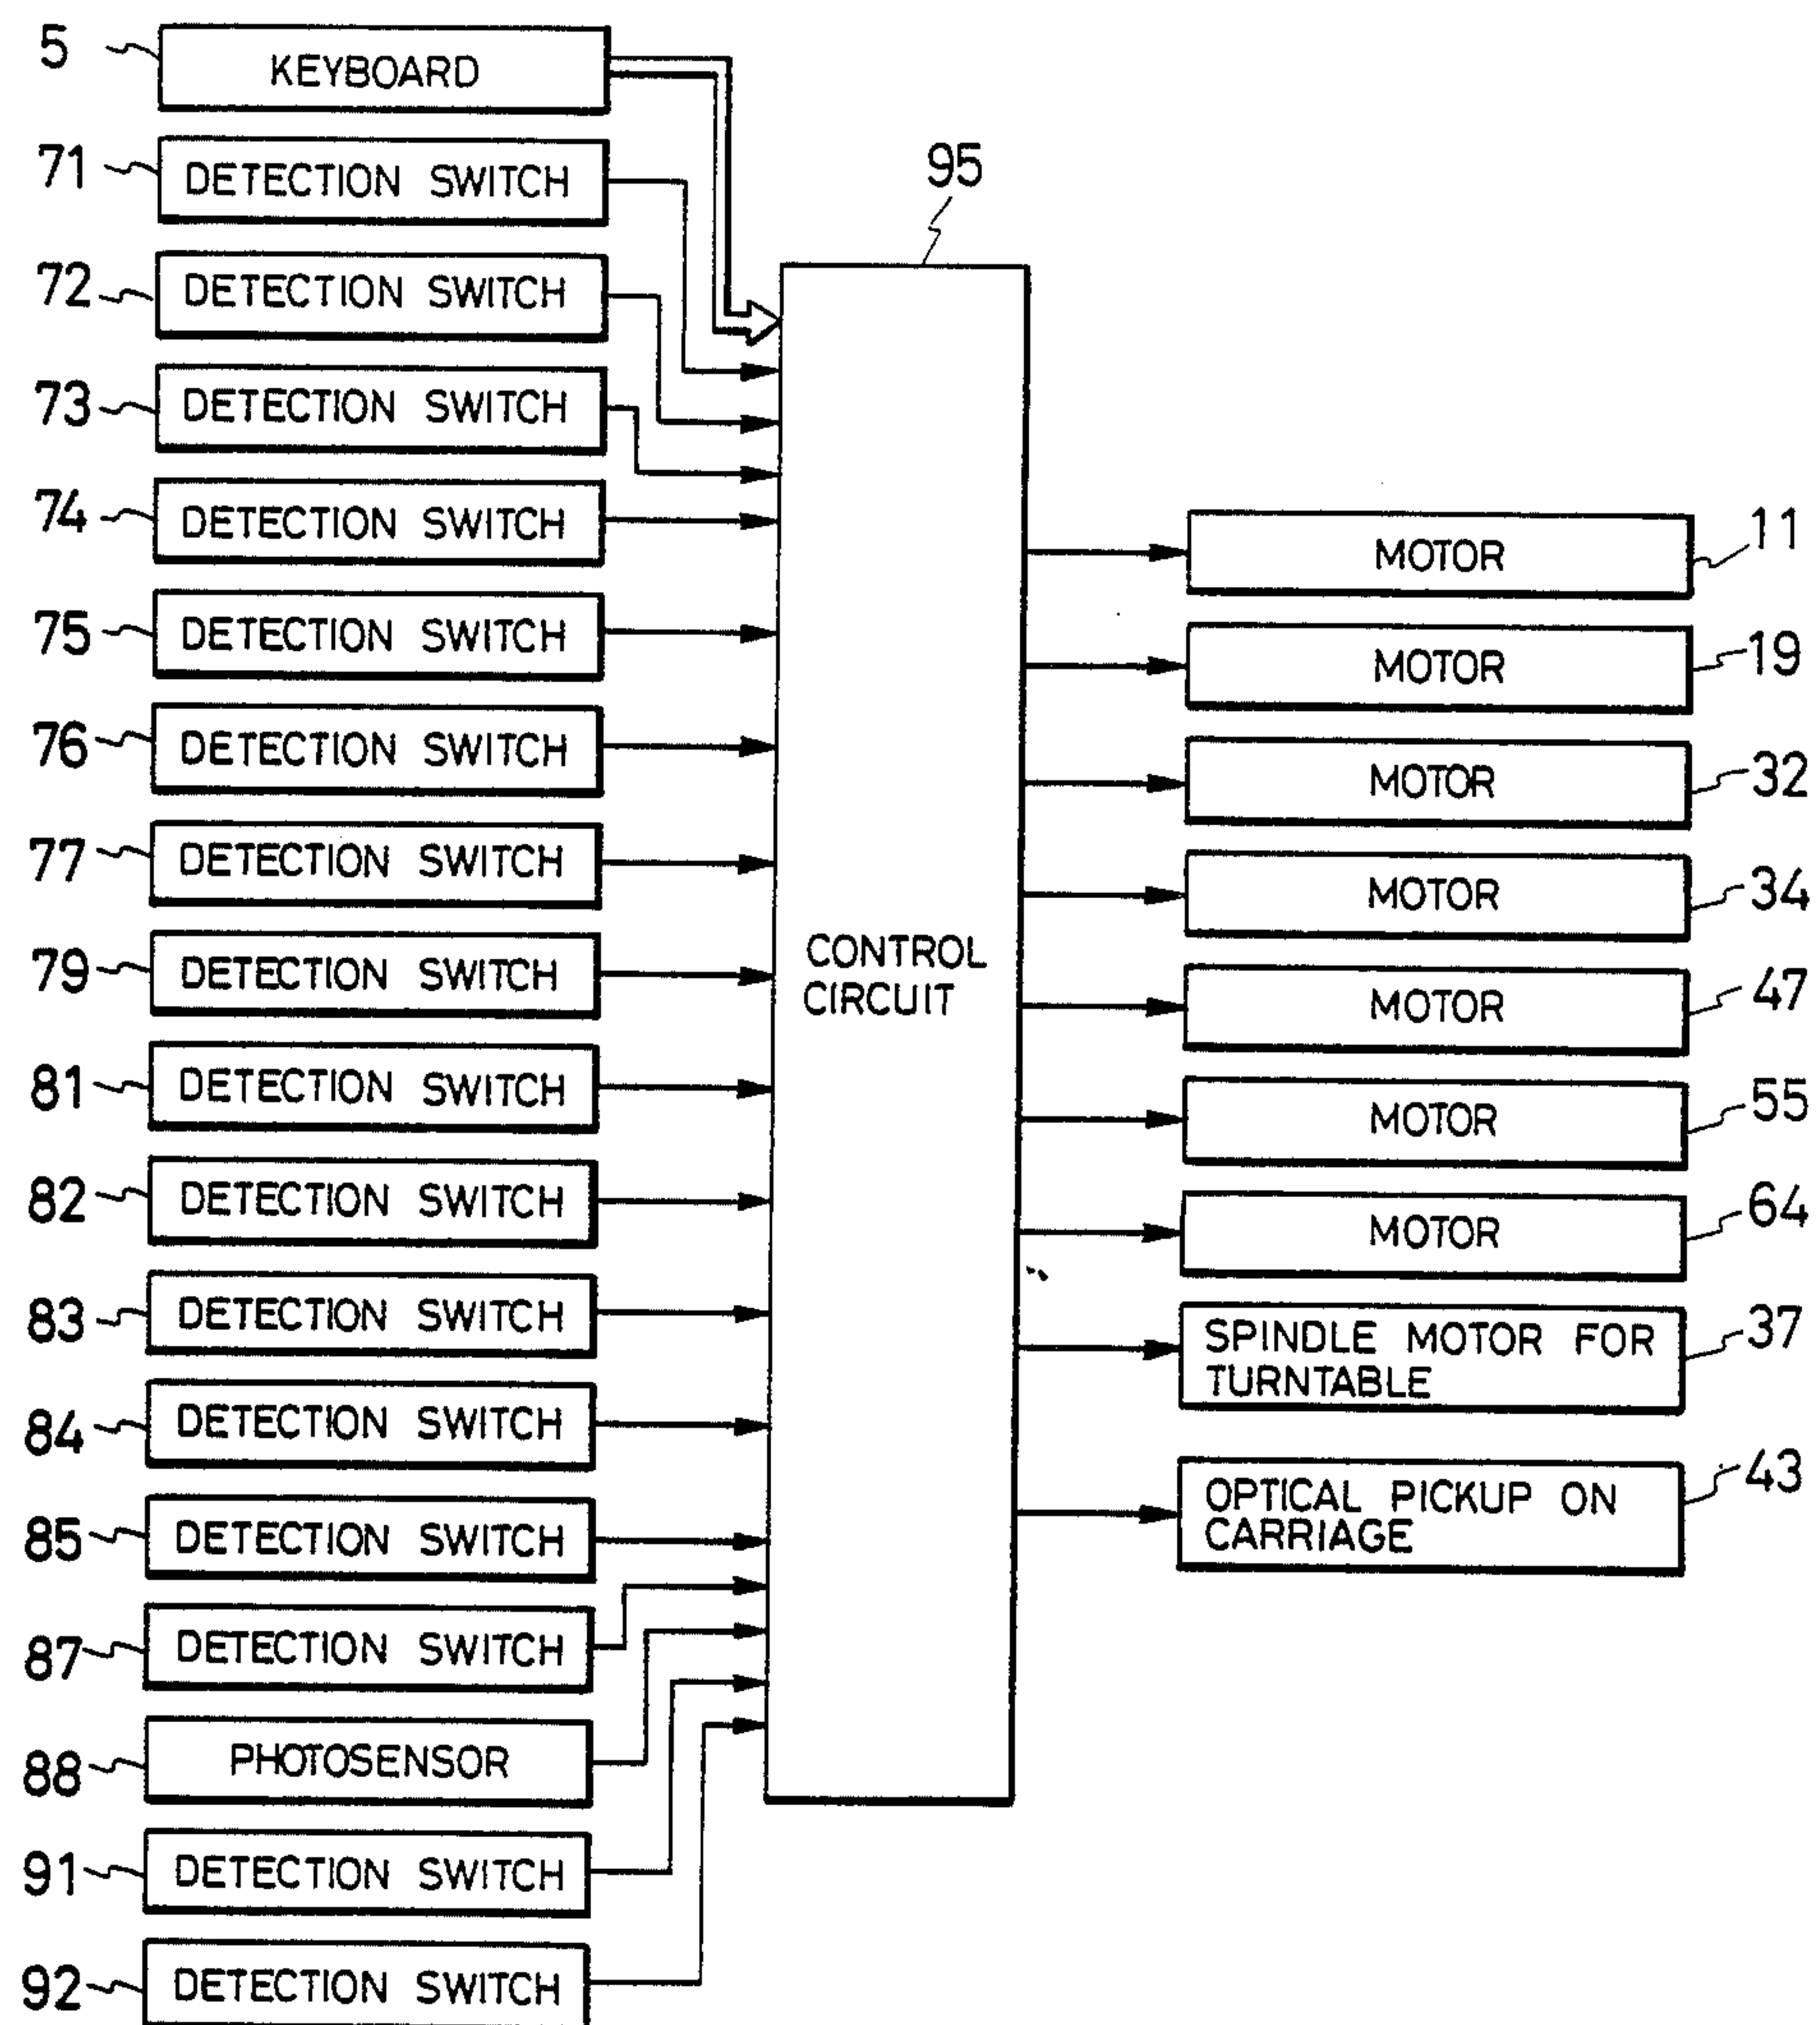 5 KEYBOARD
71 DETECTION SWITCH
72 DETECTION SWITCH
73 DETECTION SWITCH
74 DETECTION SWITCH
75 DETECTION SWITCH
76 DETECTION SWITCH
77 DETECTION SWITCH
79 DETECTION SWITCH
81 DETECTION SWITCH
82 DETECTION SWITCH
83 DETECTION SWITCH
84 DETECTION SWITCH
85 DETECTION SWITCH
87 DETECTION SWITCH
88 PHOTOSENSOR
91 DETECTION SWITCH
92 DETECTION SWITCH
95
CONTROL
CIRCUIT
MOTOR 11
MOTOR 19
MOTOR 32
MOTOR 34
MOTOR 47
MOTOR 55
MOTOR 64
SPINDLE MOTOR FOR 37
TURNTABLE
OPTICAL PICKUP ON 43
CARRIAGE